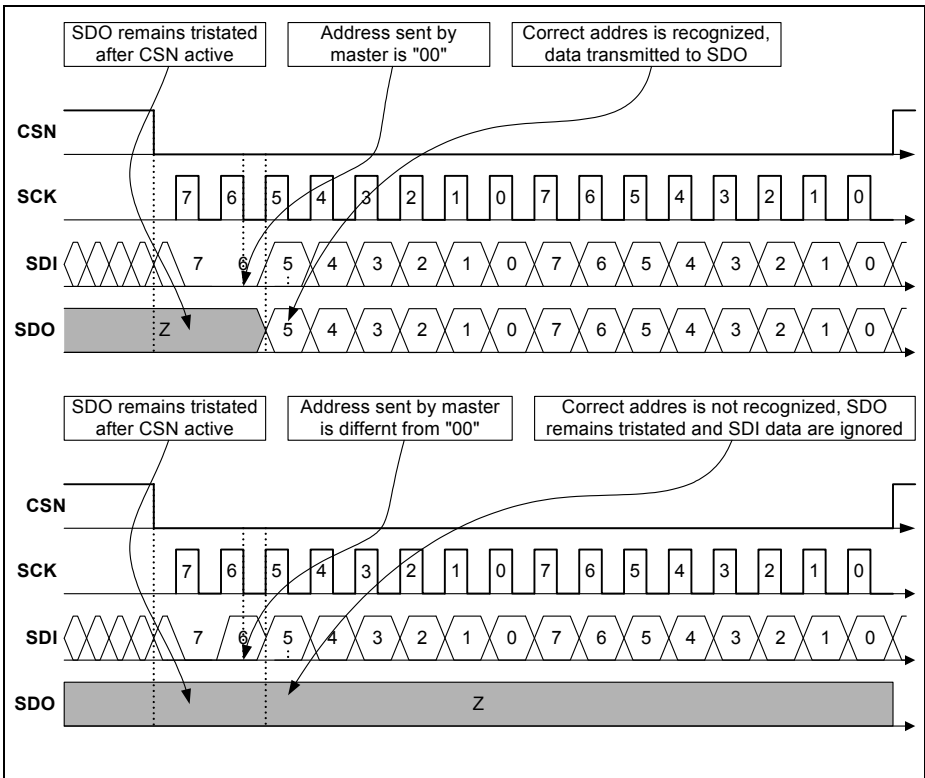 SDO remains tristated
after CSN active
Address sent by
master is "00"
Correct addres is recognized,
data transmitted to SDO
CSN
SCK
7 6 5 4 3 2 1 0 7 6 5 4 3 2 1 0
SDI
7 6 5 4 3 2 1 0 7 6 5 4 3 2 1 0
SDO
Z 5 4 3 2 1 0 7 6 5 4 3 2 1 0
SDO remains tristated
after CSN active
Address sent by master
is differnt from "00"
Correct addres is not recognized, SDO
remains tristated and SDI data are ignored
CSN
SCK
7 6 5 4 3 2 1 0 7 6 5 4 3 2 1 0
SDI
7 6 5 4 3 2 1 0 7 6 5 4 3 2 1 0
SDO
Z